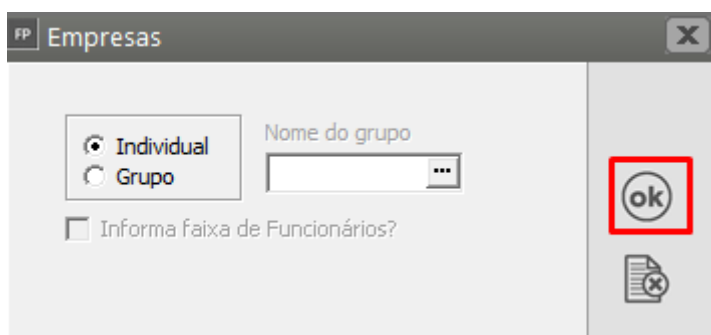 FP Empresas
Individual
Grupo
Nome do grupo
...
Informa faixa de Funcionários?
ok